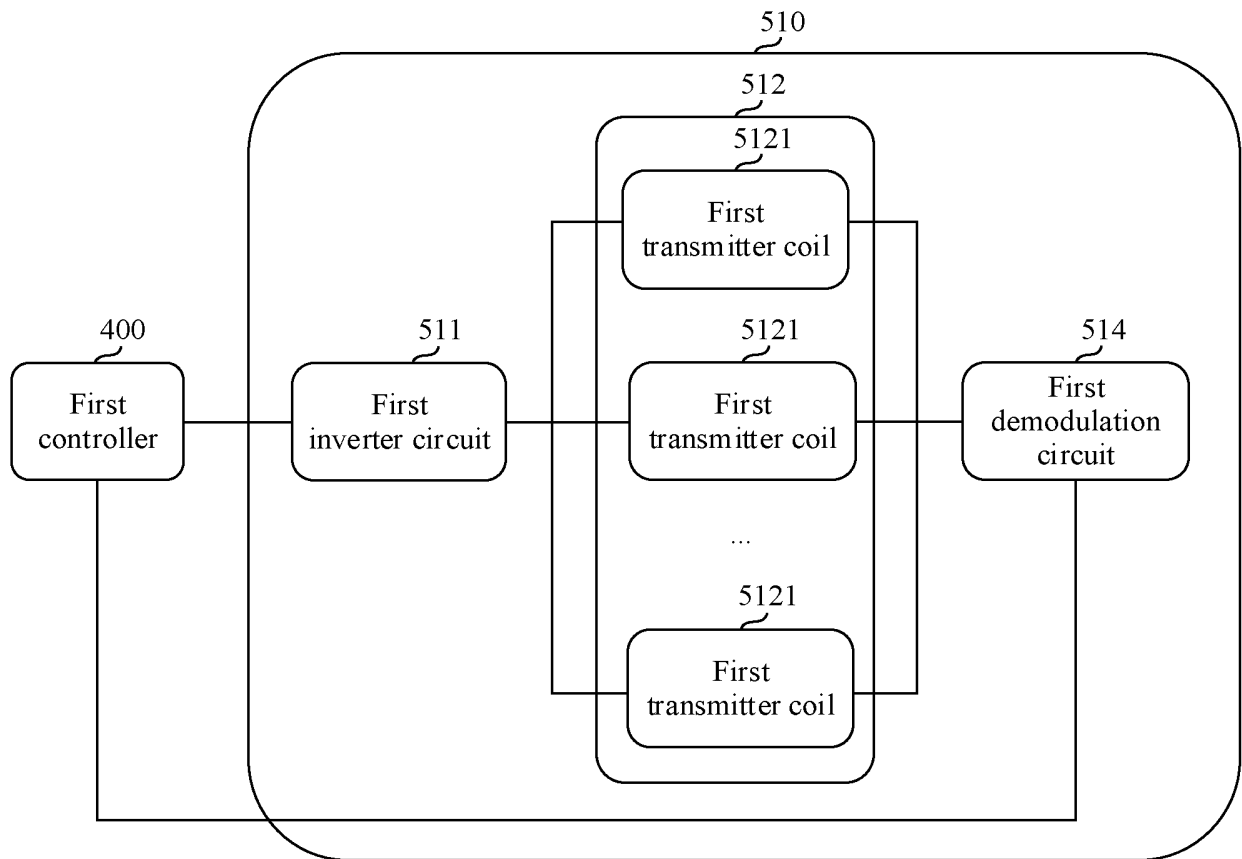 510
512
5121
First
transmitter coil
400
First
controller
511
First
inverter circuit
5121
First
transmitter coil
514
First
demodulation
circuit
...
5121
First
transmitter coil